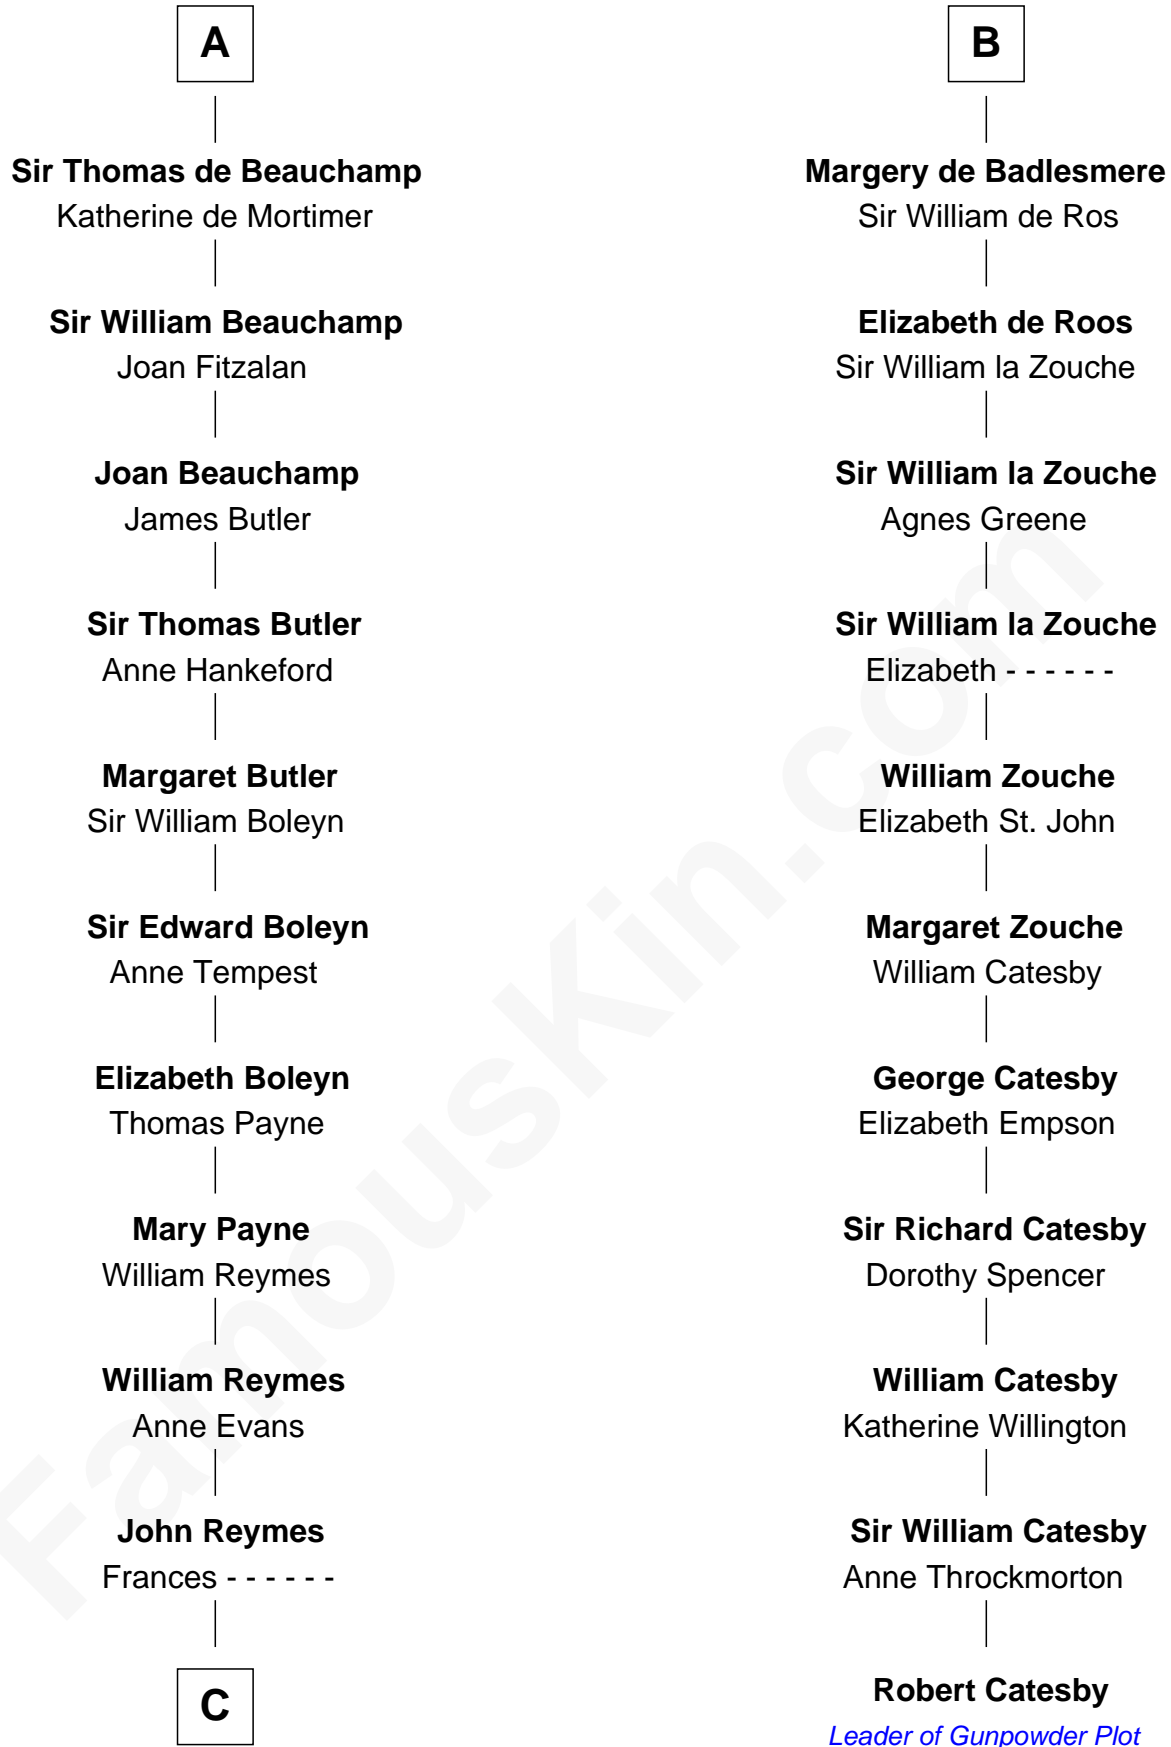 A
Sir Thomas de Beauchamp
Katherine de Mortimer
Sir William Beauchamp
Joan Fitzalan
Joan Beauchamp
James Butler
Sir Thomas Butler
Anne Hankeford
Margaret Butler
Sir William Boleyn
Sir Edward Boleyn
Anne Tempest
Elizabeth Boleyn
Thomas Payne
Mary Payne
William Reymes
William Reymes
Anne Evans
John Reymes
Frances - - - - - -
C
B
Margery de Badlesmere
Sir William de Ros
Elizabeth de Roos
Sir William la Zouche
Sir William la Zouche
Agnes Greene
Sir William la Zouche
Elizabeth - - - - - -
William Zouche
Elizabeth St. John
Margaret Zouche
William Catesby
George Catesby
Elizabeth Empson
Sir Richard Catesby
Dorothy Spencer
William Catesby
Katherine Willington
Sir William Catesby
Anne Throckmorton
Robert Catesby
Leader of Gunpowder Plot
FamousKin.com